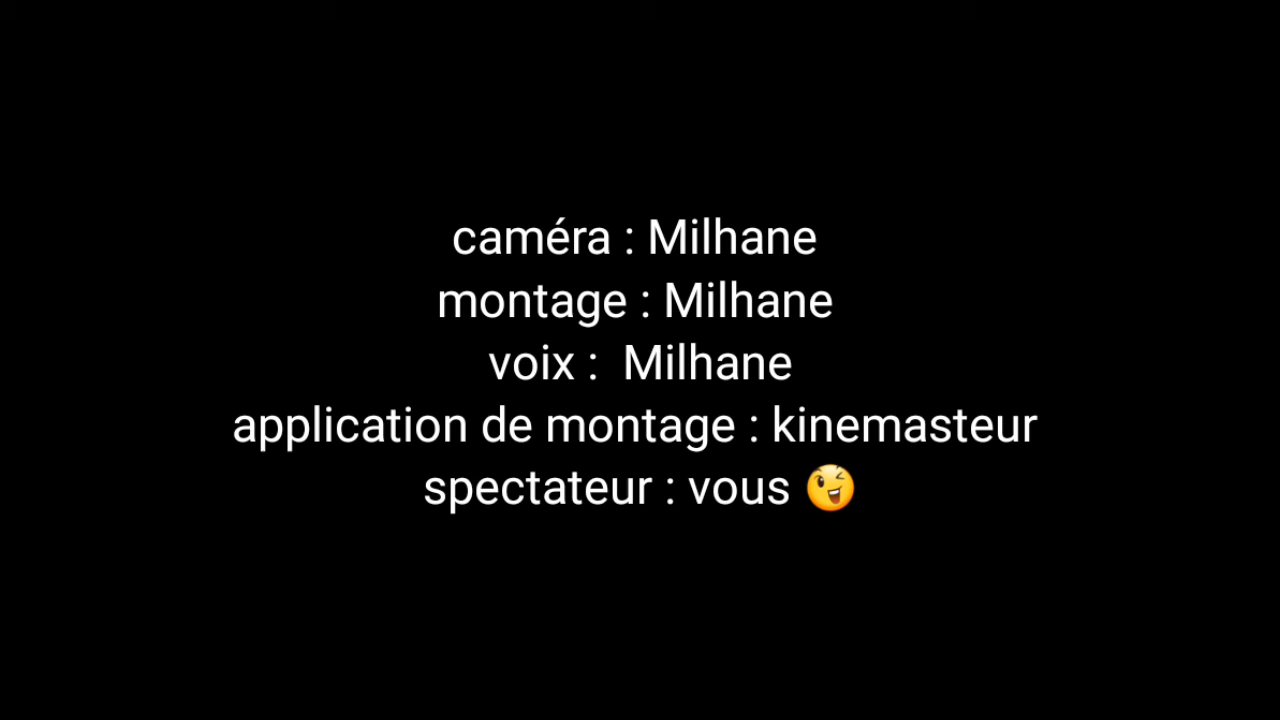 caméra : Milhane
montage : Milhane
voix :  Milhane
application de montage : kinemasteur
spectateur : vous 😉